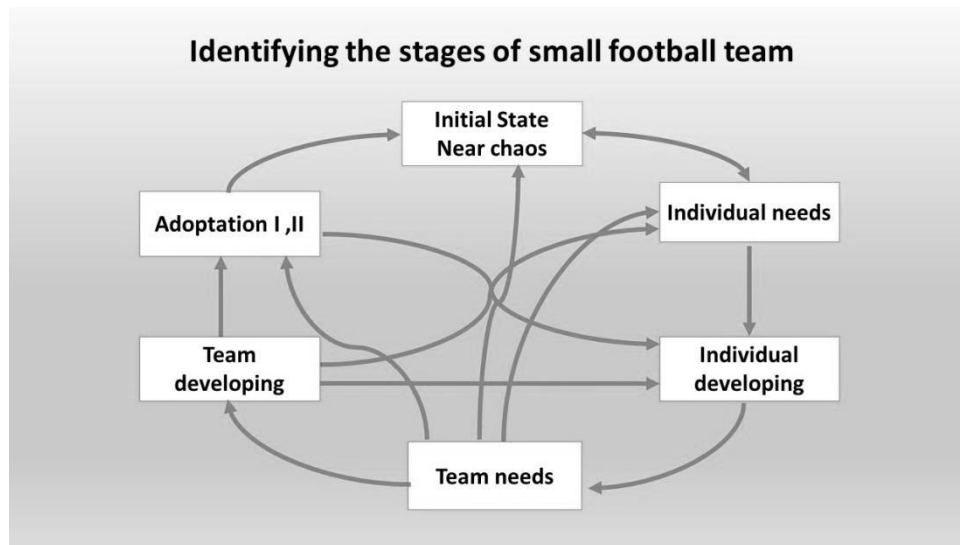 Identifying the stages of small football team
Initial State
Near chaos
Adoptation I ,II
Individual needs
Team
developing
Individual
developing
Team needs